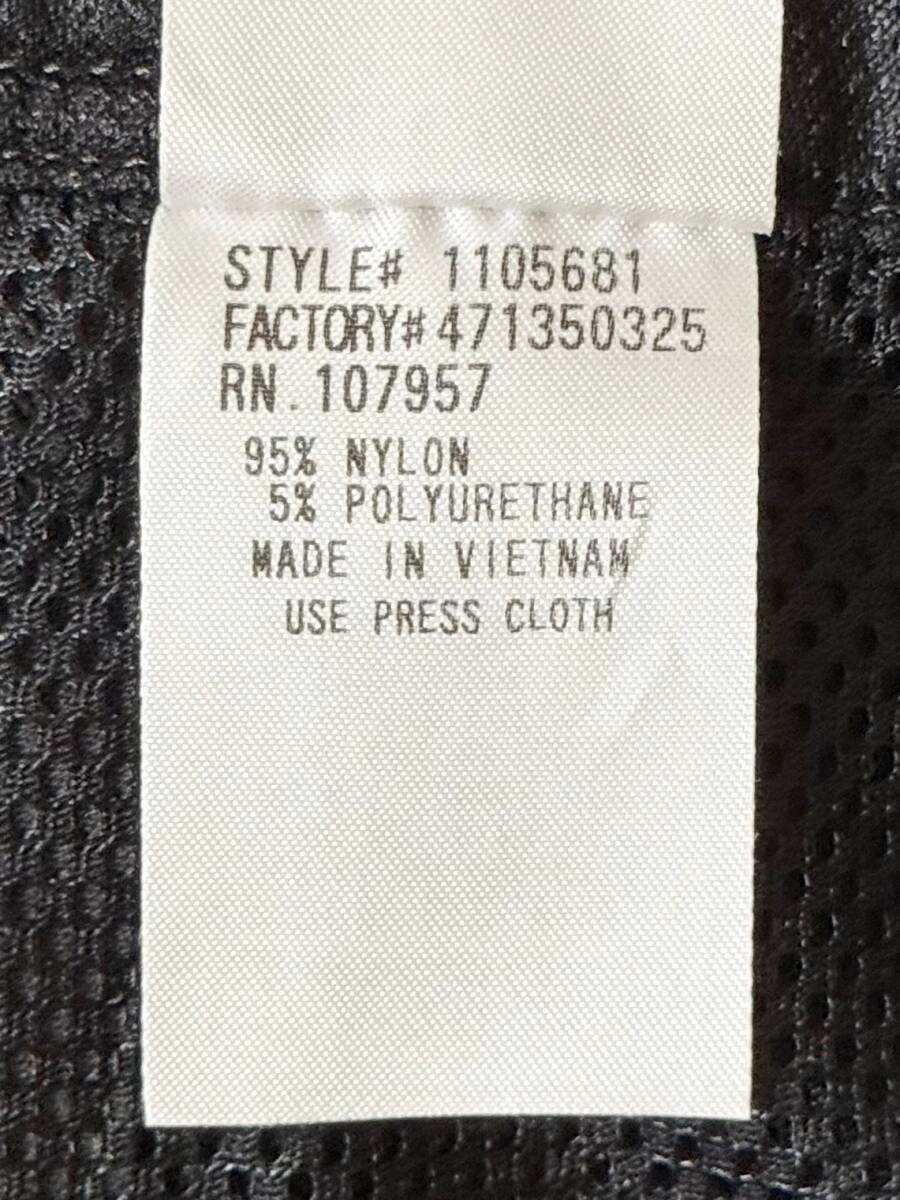 STYLE# 1105681
FACTORY#471350325
RN.107957
95% NYLON
5% POLYURETHANE
MADE IN VIETNAM
USE PRESS CLOTH